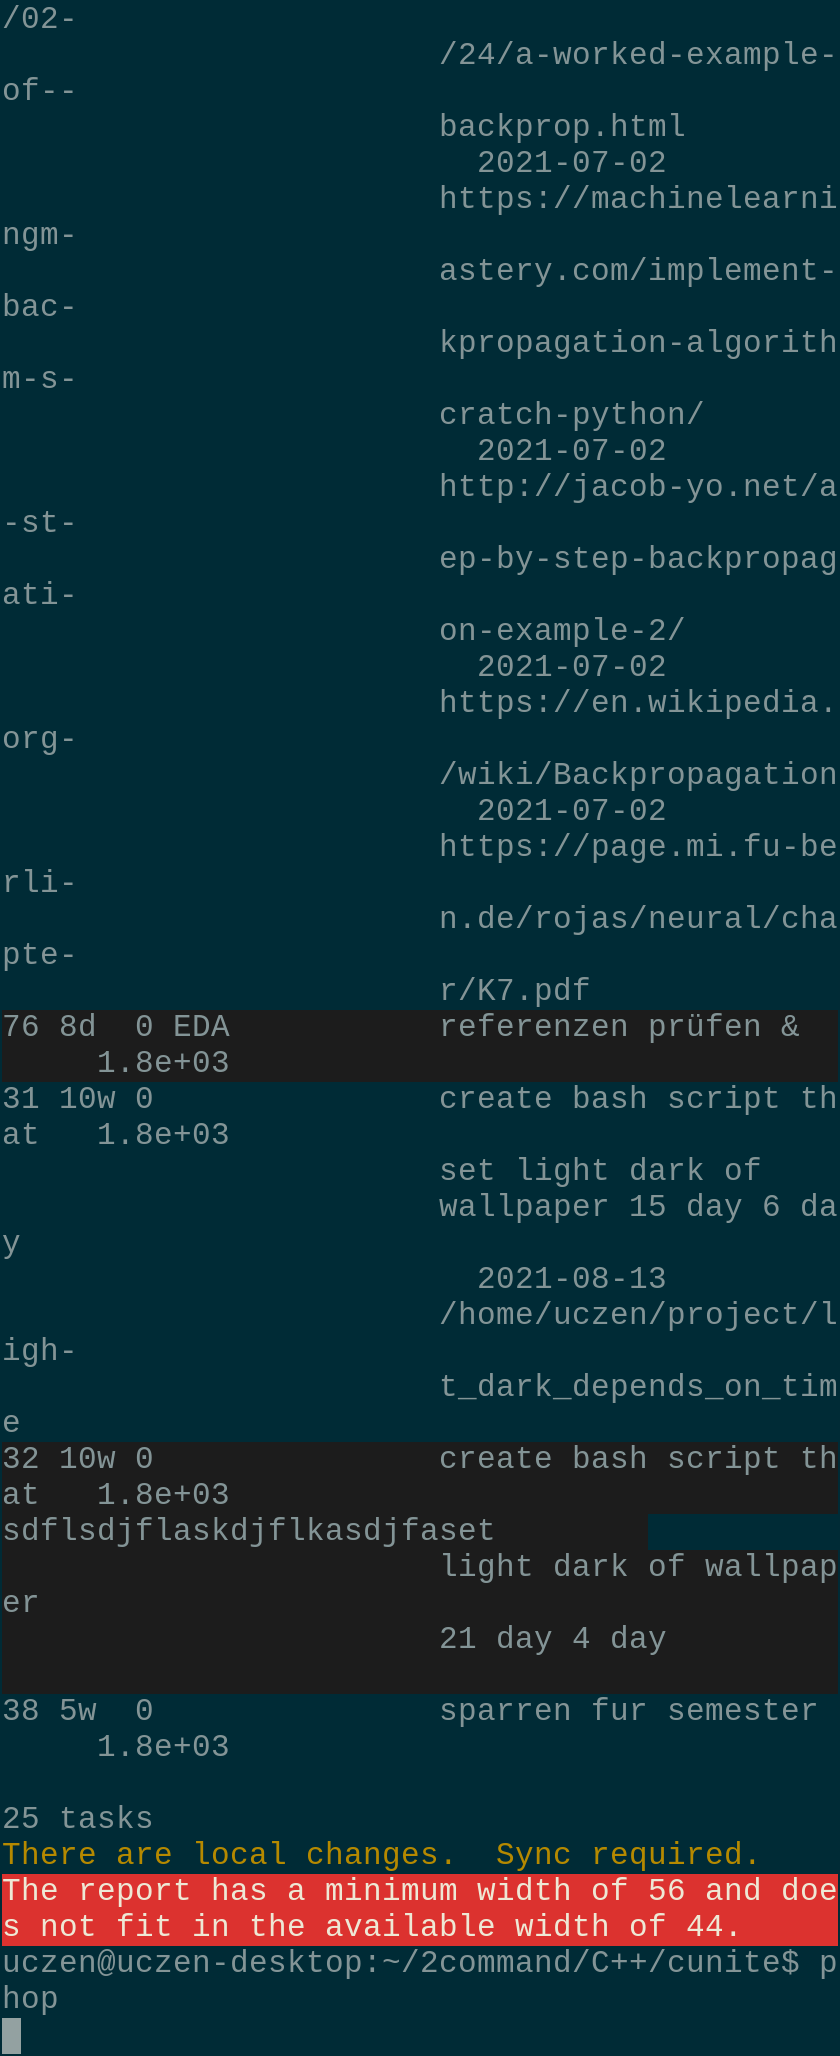 /02-
/24/a-worked-example-
of--
backprop.html
2021-07-02
https://machinelearni
ngm-
astery.com/implement-
bac-
kpropagation-algorith
m-s-
cratch-python/
2021-07-02
http://jacob-yo.net/a
-st-
ep-by-step-backpropag
ati-
on-example-2/
2021-07-02
https://en.wikipedia.
org-
/wiki/Backpropagation
2021-07-02
https://page.mi.fu-be
rli-
n.de/rojas/neural/cha
pte-
r/K7.pdf
76 8d  0 EDA           referenzen prüfen &
1.8e+03
31 10w 0               create bash script th
at   1.8e+03
set light dark of
wallpaper 15 day 6 da
y
2021-08-13
/home/uczen/project/l
igh-
t_dark_depends_on_tim
e
32 10w 0               create bash script th
at   1.8e+03
sdflsdjflaskdjflkasdjfaset
light dark of wallpap
er
21 day 4 day
38 5w  0               sparren fur semester
1.8e+03
25 tasks
There are local changes.  Sync required.
The report has a minimum width of 56 and doe
s not fit in the available width of 44.
uczen@uczen-desktop:~/2command/C++/cunite$ p
hop